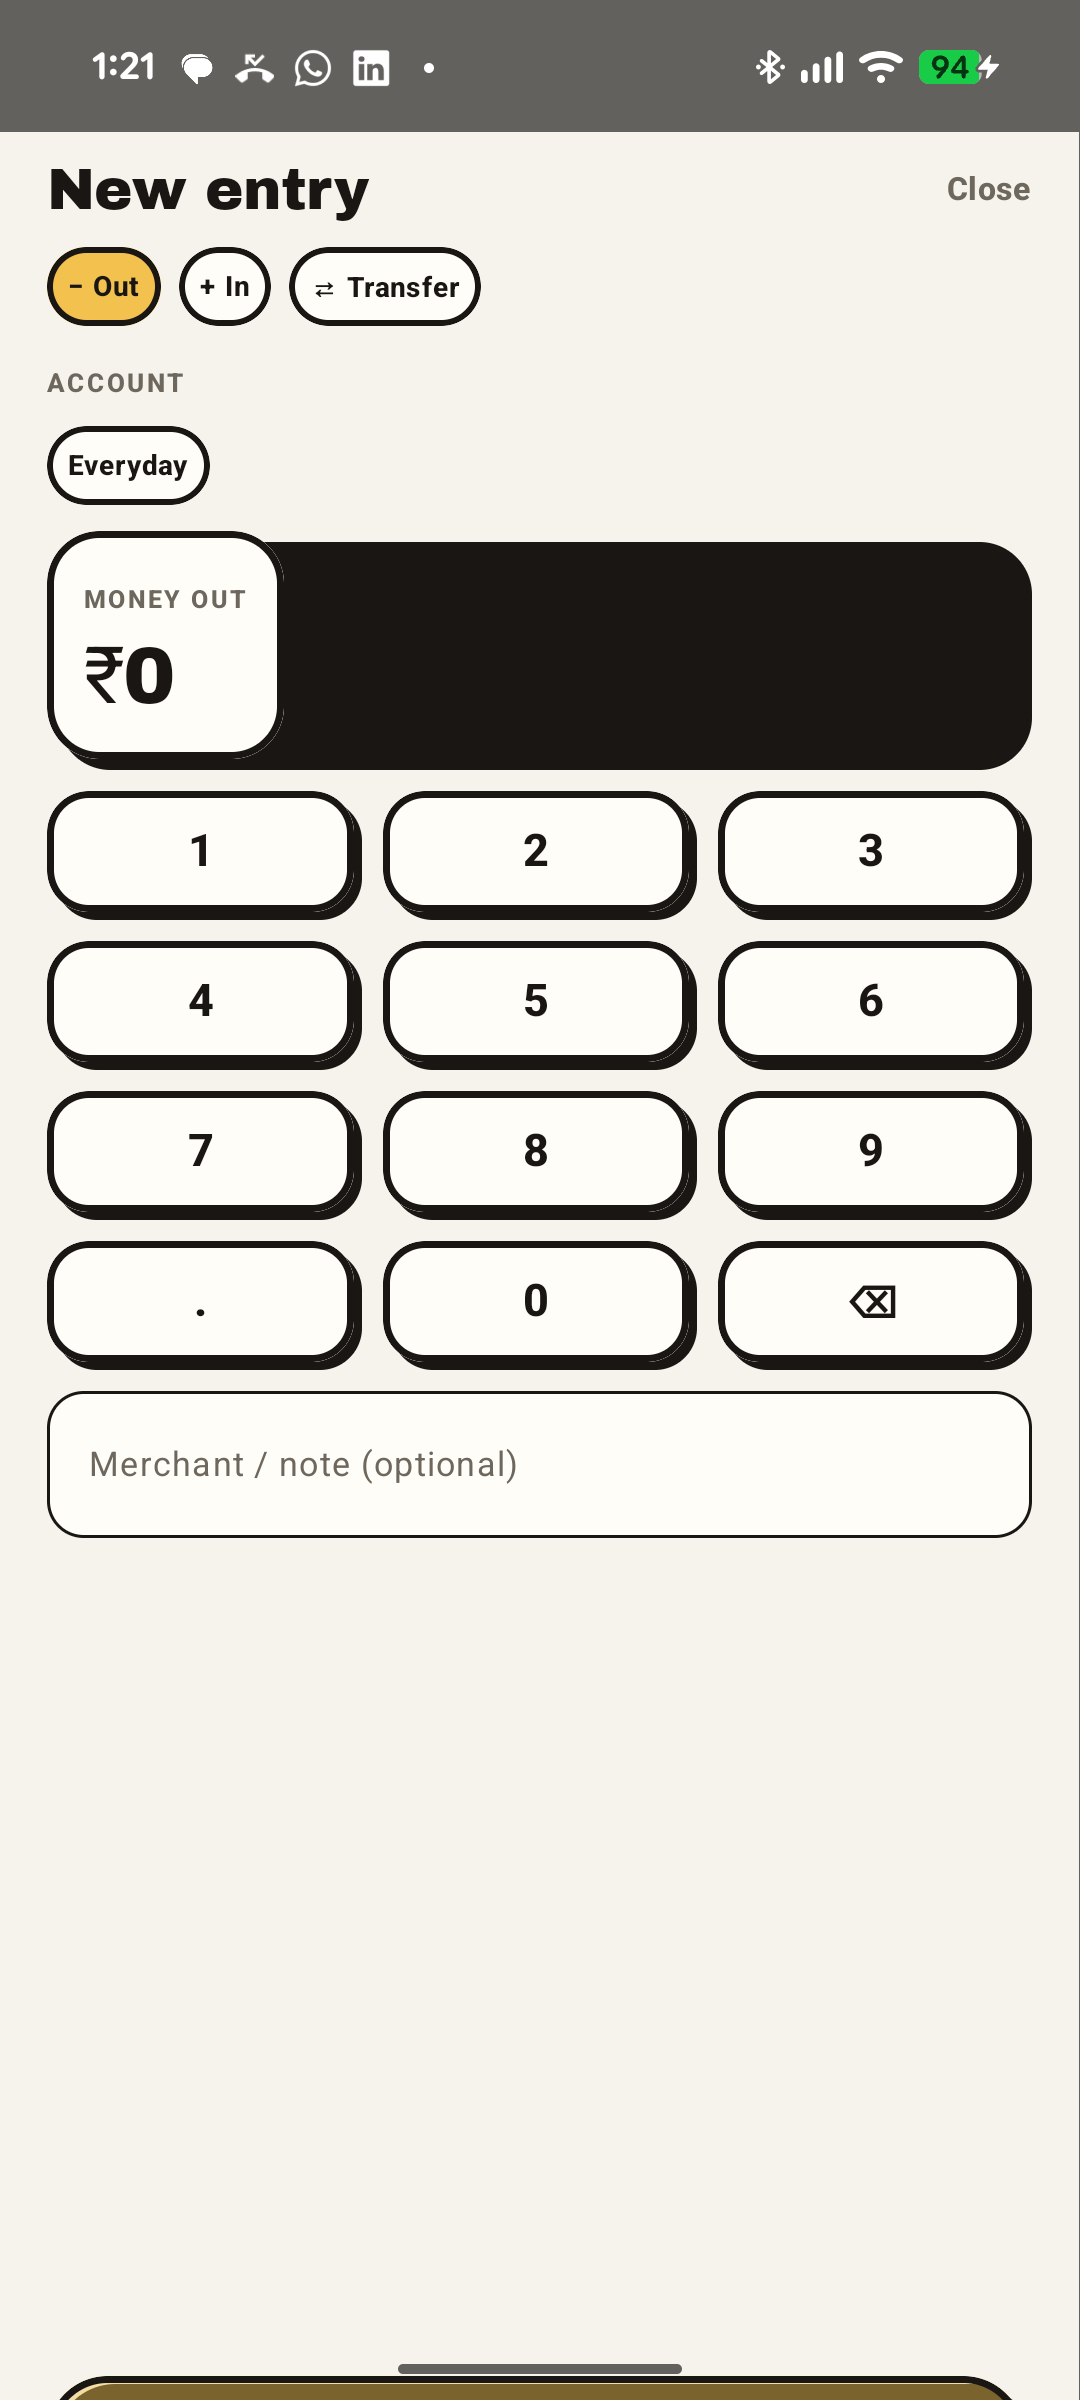 1:21 94
New entry Close
− Out + In ⇄ Transfer
ACCOUNT
Everyday
MONEY OUT
₹0
1 2 3
4 5 6
7 8 9
. 0
Merchant / note (optional)